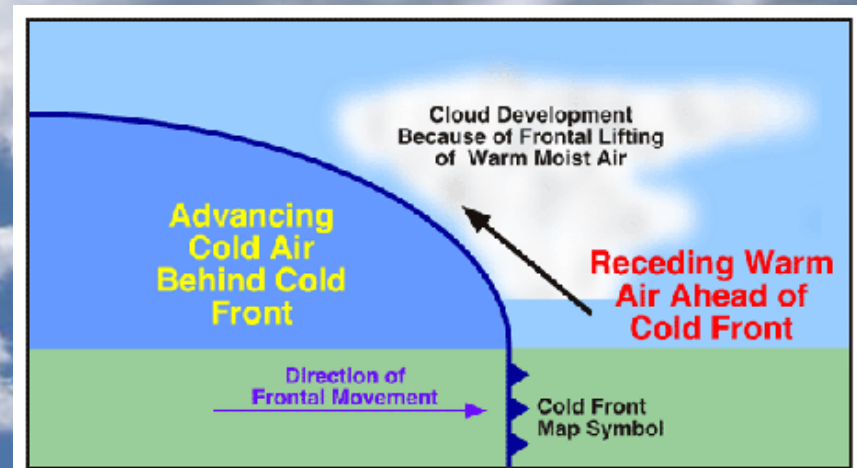 Cloud Development
Because of Frontal Lifting
of Warm Moist Air
Advancing
Cold Air
Behind Cold
Front
Receding Warm
Air Ahead of
Cold Front
Direction of
Frontal Movement
Cold Front
Map Symbol